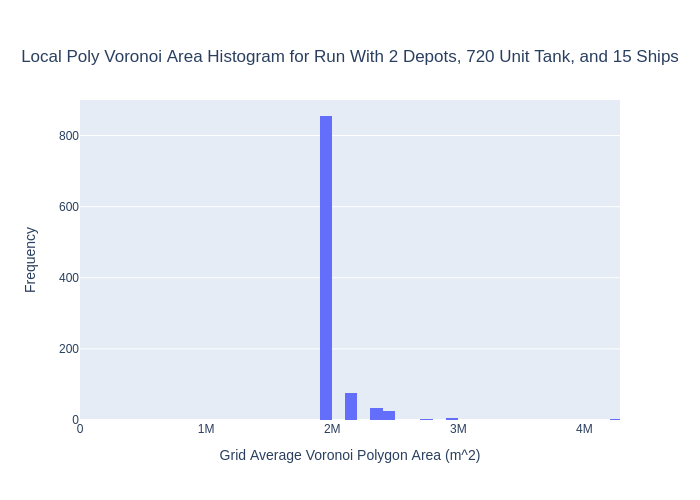 Local Poly Voronoi Area Histogram for Run With 2 Depots, 720 Unit Tank, and 15 Ships
800
600
400
200
0
Frequency
0 1M 2M 3M 4M
Grid Average Voronoi Polygon Area (m^2)